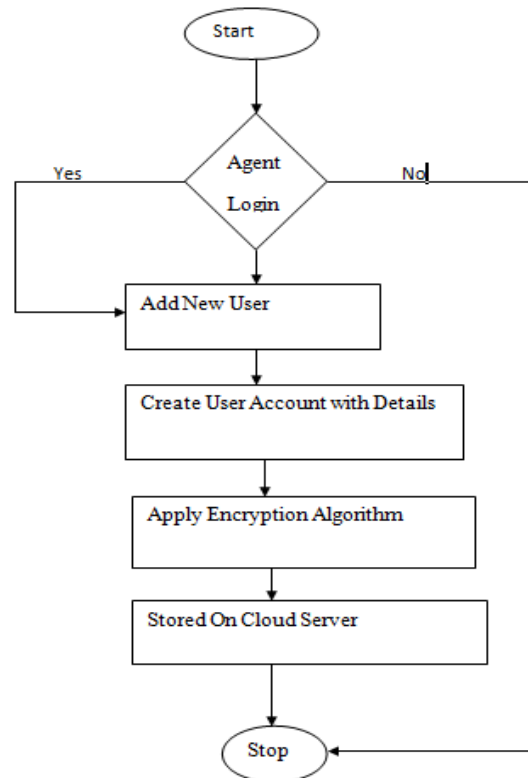 Start
Agent
Login
Yes
No
Add New User
Create User Account with Details
Apply Encryption Algorithm
Stored On Cloud Server
Stop